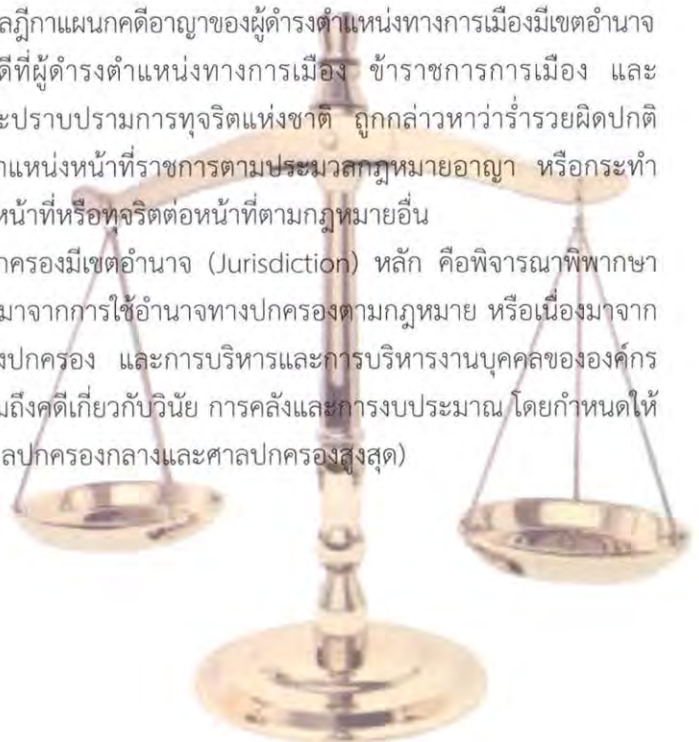 ลฎีกาแผนกคดีอาญาของผู้ดำรงตำแหน่งทางการเมืองมีเขตอำนาจ
ดีที่ผู้ดำรงตำแหน่งทางการเมือง ข้าราชการการเมือง และ
ะปราบปรามการทุจริตแห่งชาติ ถูกกล่าวหาว่าร่ำรวยผิดปกติ
ำแหน่งหน้าที่ราชการตามประมวลกฎหมายอาญา หรือกระทำ
หน้าที่หรือทุจริตต่อหน้าที่ตามกฎหมายอื่น
กครองมีเขตอำนาจ (Jurisdiction) หลัก คือพิจารณาพิพากษา
มาจากการใช้อำนาจทางปกครองตามกฎหมาย หรือเนื่องมาจาก
งปกครอง และการบริหารและการบริหารงานบุคคลขององค์กร
มถึงคดีเกี่ยวกับวินัย การคลังและการงบประมาณ โดยกำหนดให้
ลปกครองกลางและศาลปกครองสูงสุด)